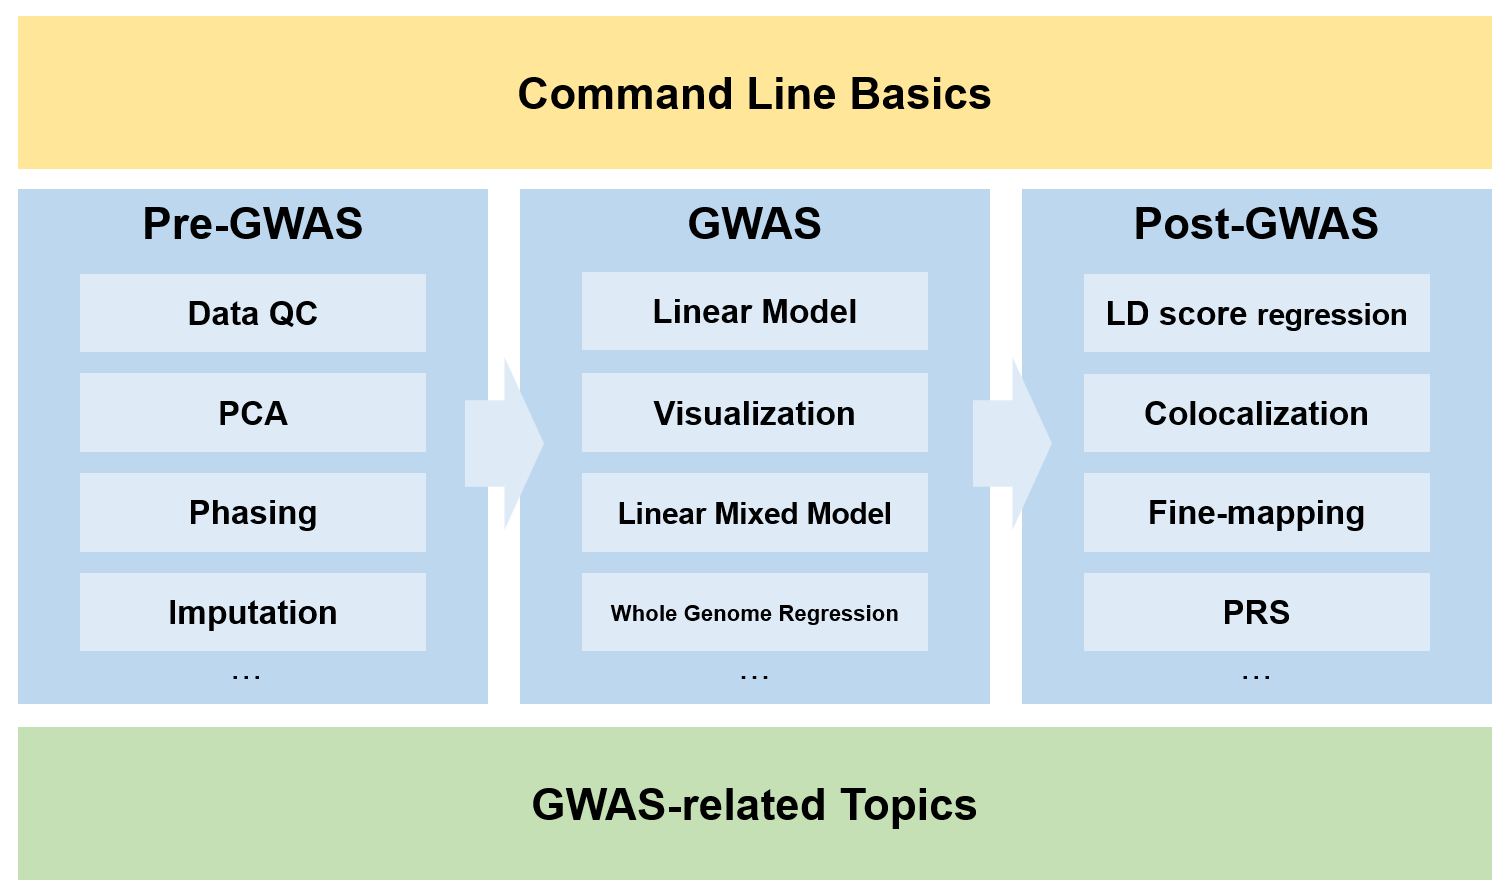 Command Line Basics
Pre-GWAS
Data QC
PCA
Phasing
Imputation
...
GWAS
Linear Model
Visualization
Linear Mixed Model
Whole Genome Regression
...
Post-GWAS
LD score regression
Colocalization
Fine-mapping
PRS
...
GWAS-related Topics